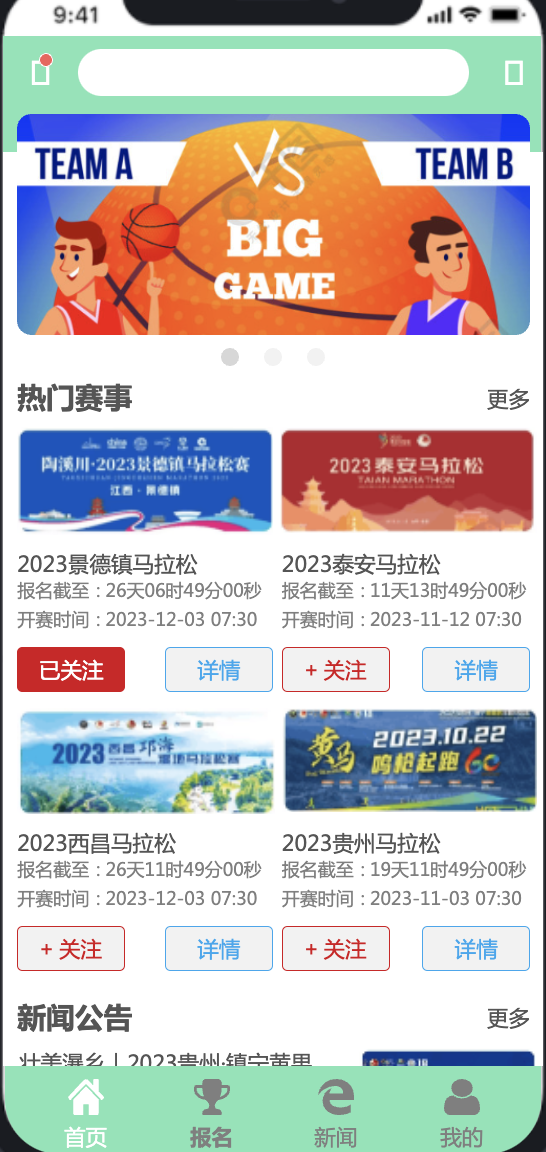 9:41
TEAM A
VS
TEAM B
BIG
GAME
热门赛事
更多
陶溪川·2023景德镇马拉松赛
江西·景德镇
2023泰安马拉松
TAIAN MARATHON
2023景德镇马拉松
2023泰安马拉松
报名截至：26天06时49分00秒
报名截至：11天13时49分00秒
开赛时间：2023-12-03 07:30
开赛时间：2023-11-12 07:30
已关注
详情
+ 关注
详情
2023西昌邛海
湿地马拉松赛
黄马
2023.10.22
鸣枪起跑
2023西昌马拉松
2023贵州马拉松
报名截至：26天11时49分00秒
报名截至：19天11时49分00秒
开赛时间：2023-12-03 07:30
开赛时间：2023-11-03 07:30
+ 关注
详情
+ 关注
详情
新闻公告
更多
壮美瀑乡｜2023贵州·镇宁黄果
首页
报名
新闻
我的